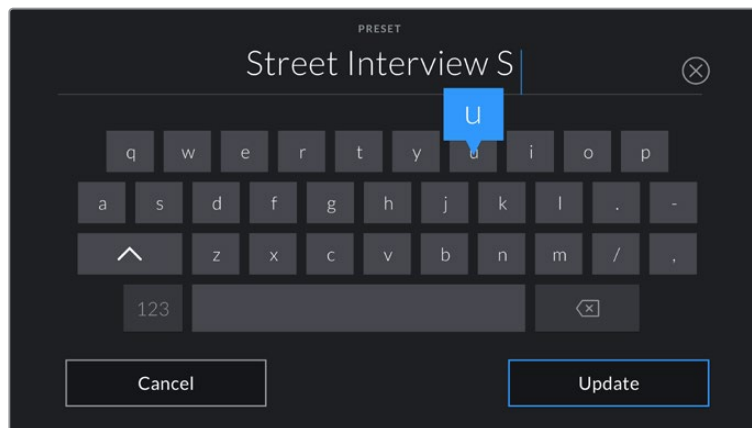 PRESET
Street Interview S
u
q w e r t y u i o p
a s d f g h j k l . -
z x c v b n m / ,
123
Cancel Update